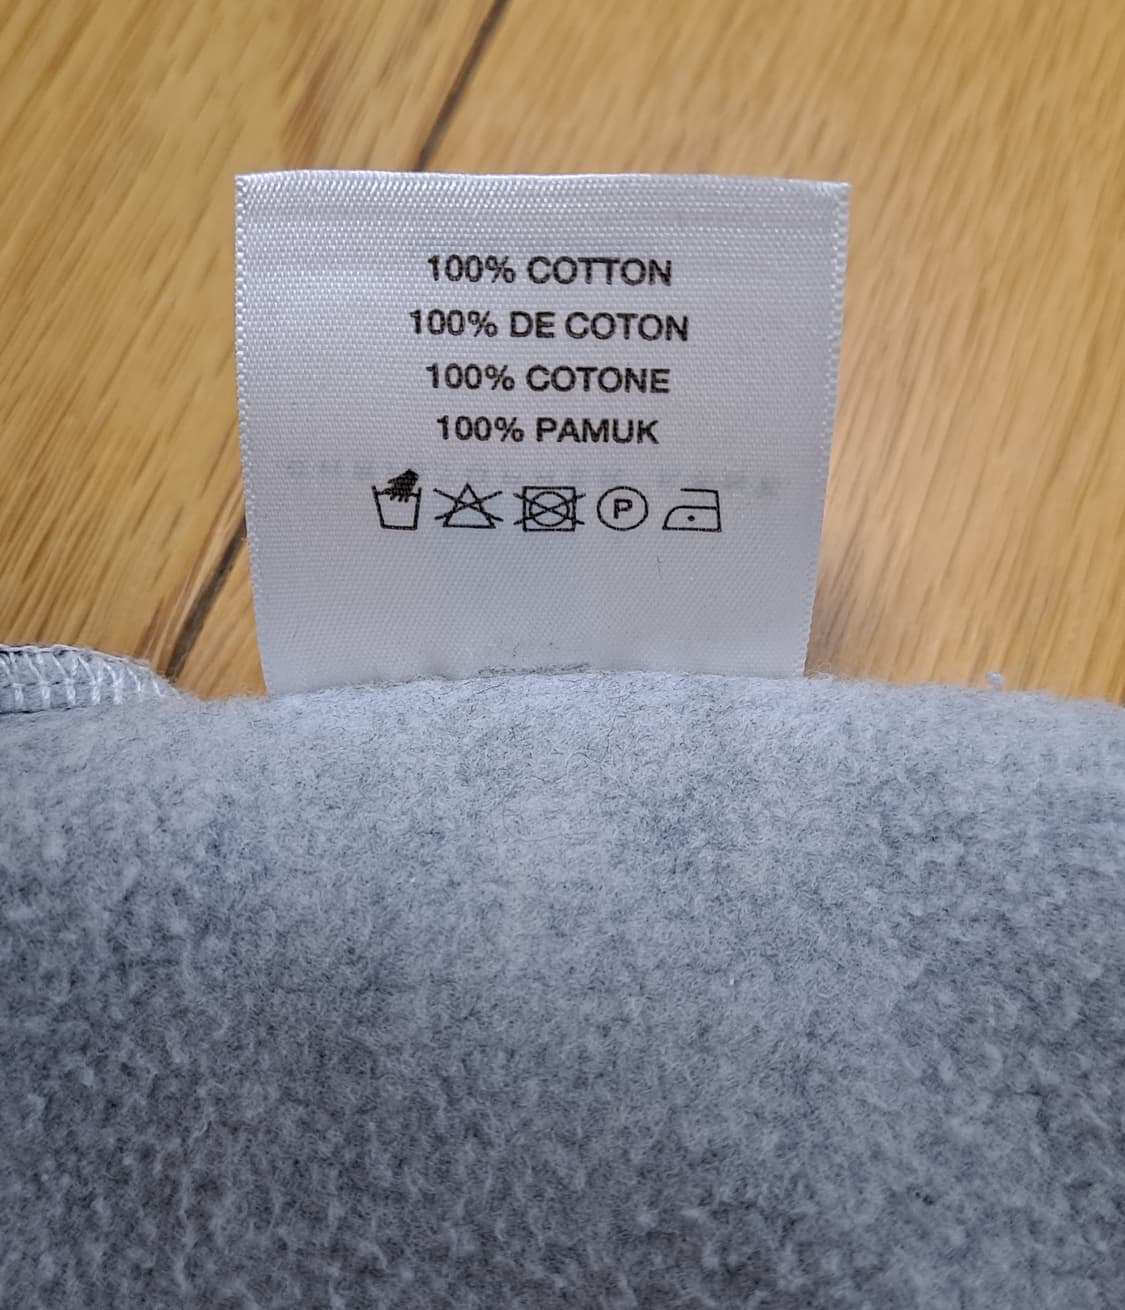 100% COTTON
100% DE COTON
100% COTONE
100% PAMUK
P